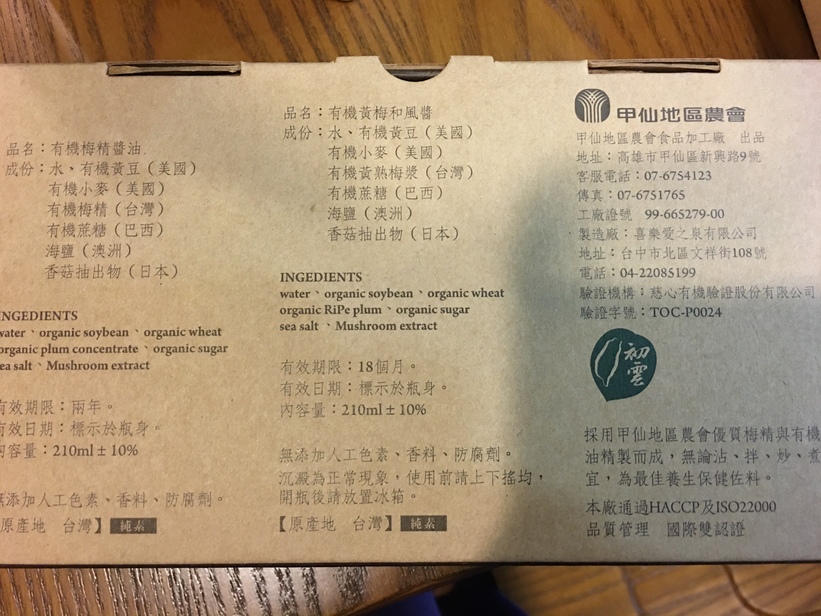 品名：有機梅精醬油.
成份：水、有機黃豆（美國）
有機小麥（美國）
有機梅精（台灣）
有機蔗糖（巴西）
海鹽（澳洲）
香菇抽出物（日本）
INGEDIENTS
water、organic soybean、organic wheat
organic plum concentrate、organic sugar
sea salt、Mushroom extract
有效期限：兩年。
有效日期：標示於瓶身。
內容量：210ml ± 10%
無添加人工色素、香料、防腐劑。
【原產地　台灣】 純素
品名：有機黃梅和風醬
成份：水、有機黃豆（美國）
有機小麥（美國）
有機黃熟梅漿（台灣）
有機蔗糖（巴西）
海鹽（澳洲）
香菇抽出物（日本）
INGEDIENTS
water、organic soybean、organic wheat
organic RiPe plum、organic sugar
sea salt、Mushroom extract
有效期限：18個月。
有效日期：標示於瓶身。
內容量：210ml ± 10%
無添加人工色素、香料、防腐劑。
沉澱為正常現象，使用前請上下搖均，
開瓶後請放置冰箱。
【原產地　台灣】 純素
甲仙地區農會
甲仙地區農會食品加工廠　出品
地址：高雄市甲仙區新興路9號
客服電話：07-6754123
傳真：07-6751765
工廠證號　99-665279-00
製造廠：喜樂愛之泉有限公司
地址：台中市北區文祥街108號
電話：04-22085199
驗證機構：慈心有機驗證股份有限公司
驗證字號：TOC-P0024
初雲
採用甲仙地區農會優質梅精與有機
油精製而成，無論沾、拌、炒、煮
宜，為最佳養生保健佐料。
本廠通過HACCP及ISO22000
品質管理　國際雙認證